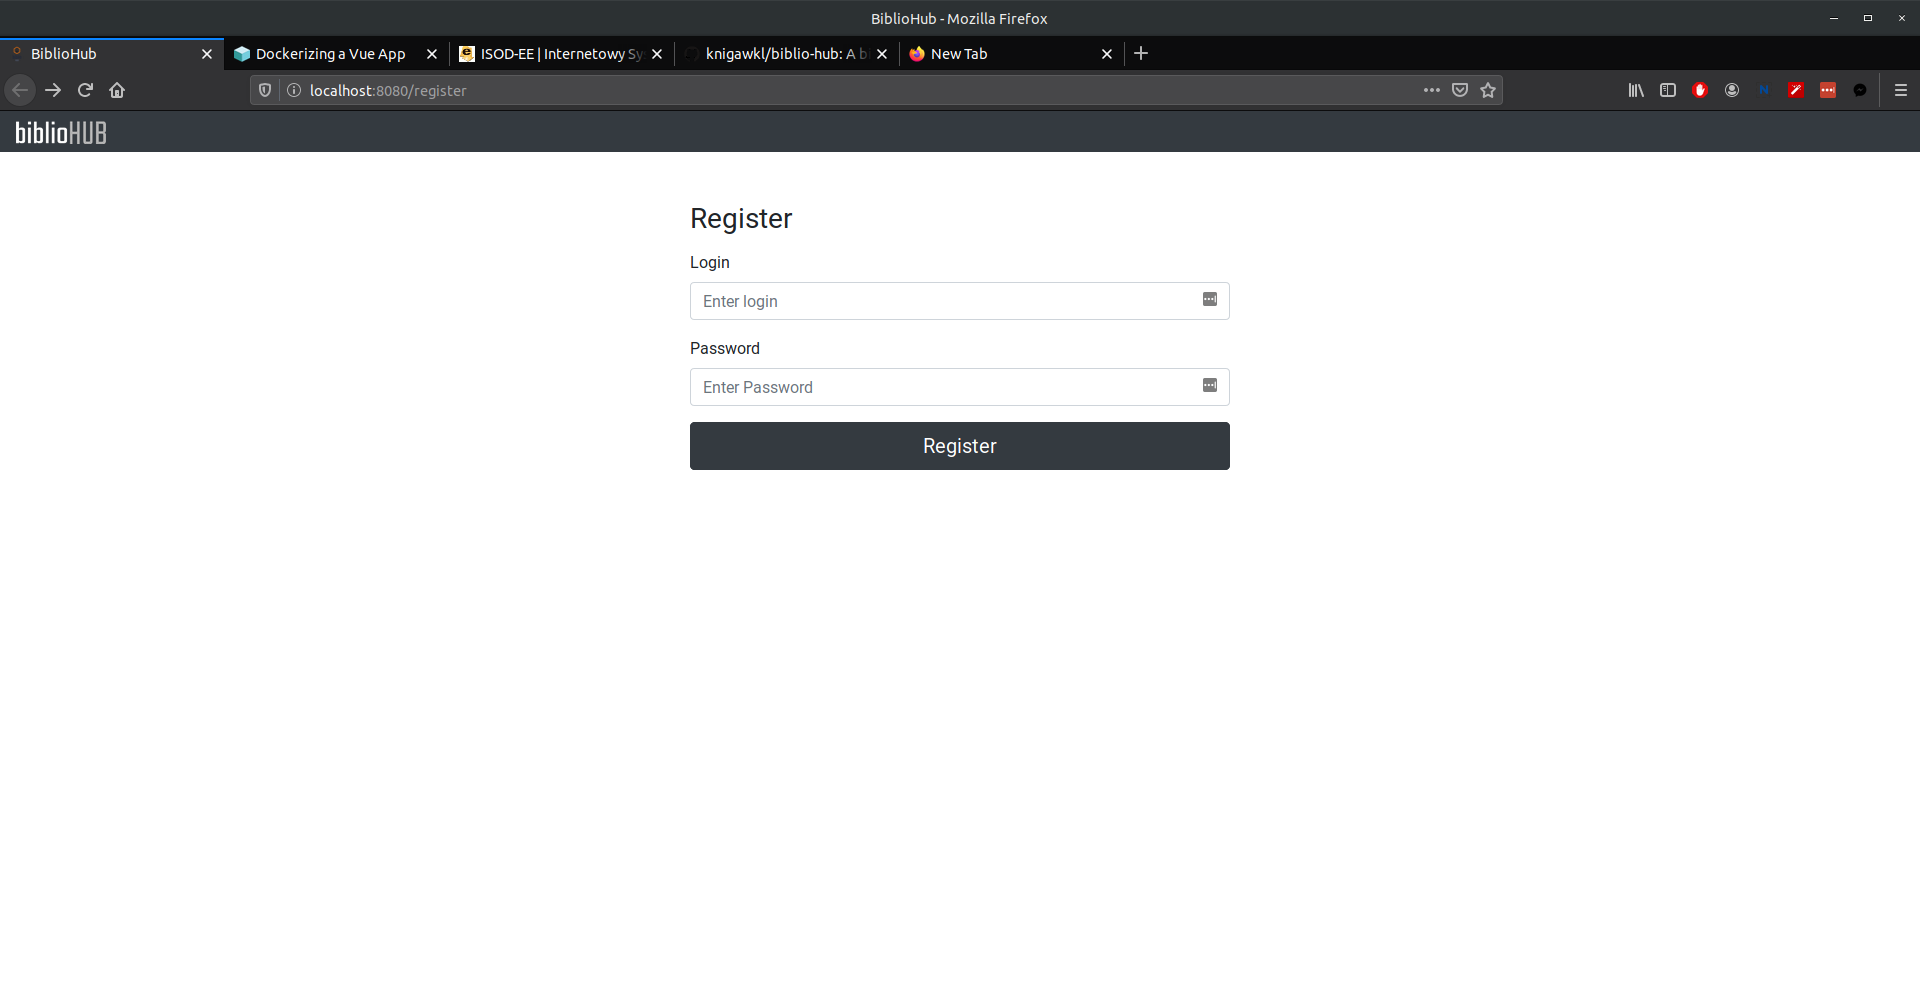 BiblioHub - Mozilla Firefox
BiblioHub
Dockerizing a Vue App
ISOD-EE | Internetowy Sy
knigawkl/biblio-hub: A b
New Tab
localhost:8080/register
biblioHUB
Register
Login
Enter login
Password
Enter Password
Register